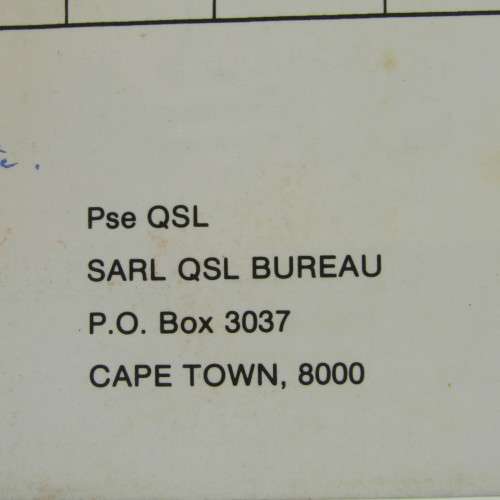 Pse QSL
SARL QSL BUREAU
P.O. Box 3037
CAPE TOWN, 8000